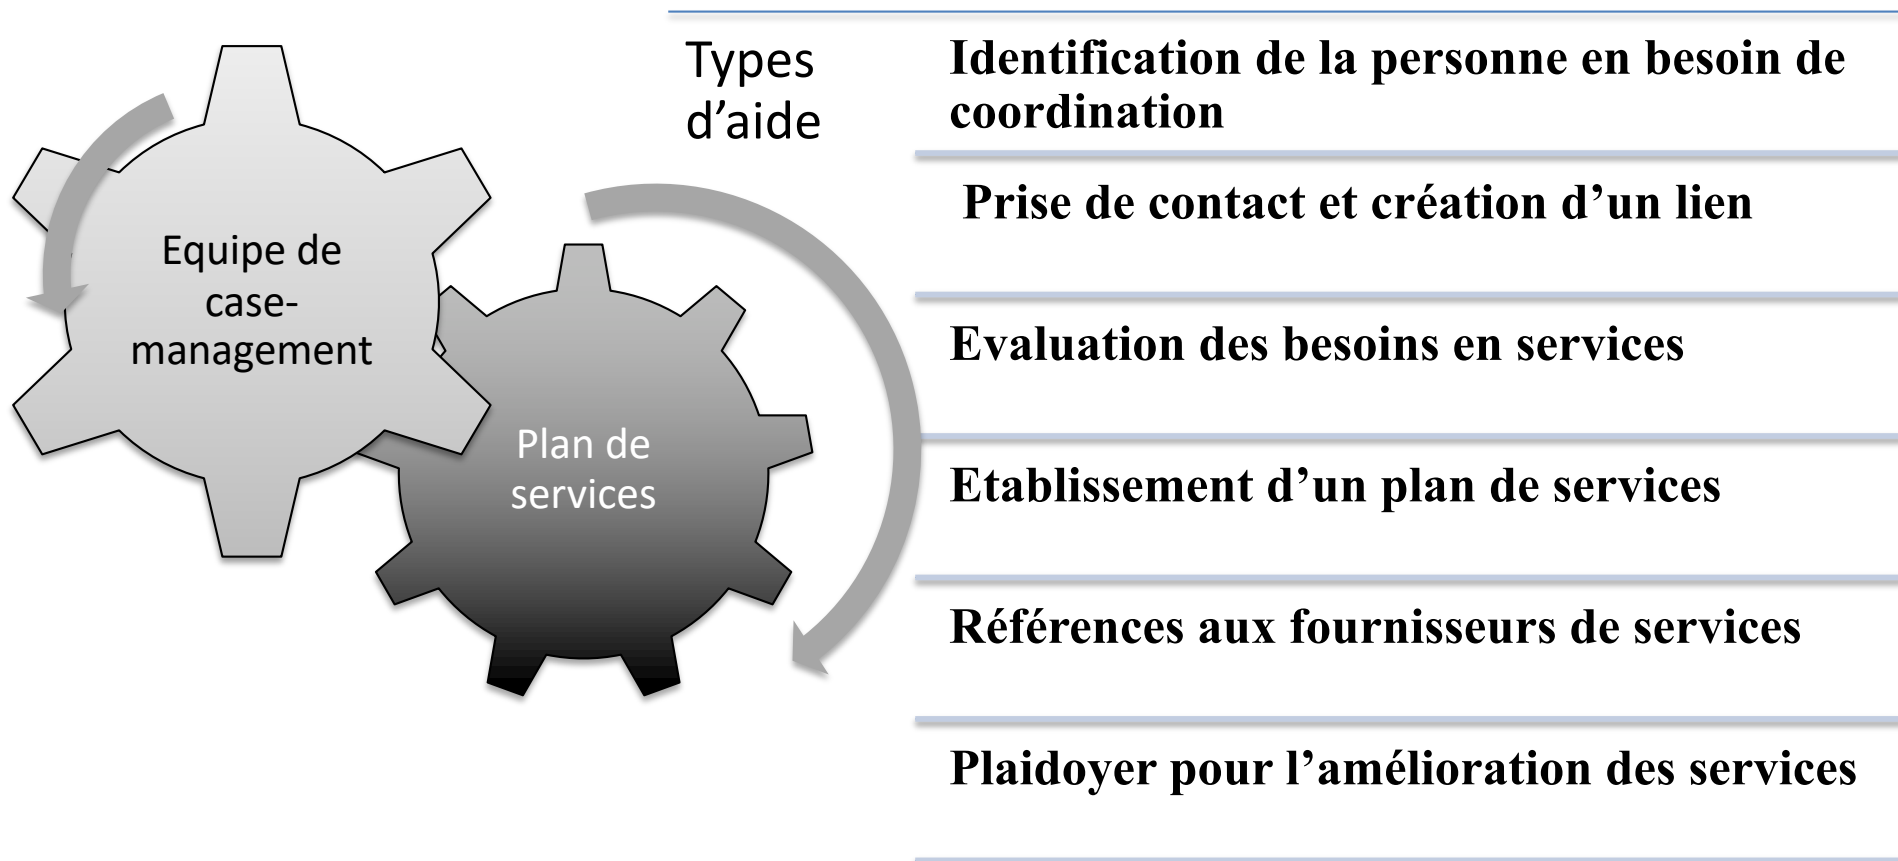 Equipe de
case-
management
Plan de
services
Types
d’aide
Identification de la personne en besoin de
coordination
Prise de contact et création d’un lien
Evaluation des besoins en services
Etablissement d’un plan de services
Références aux fournisseurs de services
Plaidoyer pour l’amélioration des services